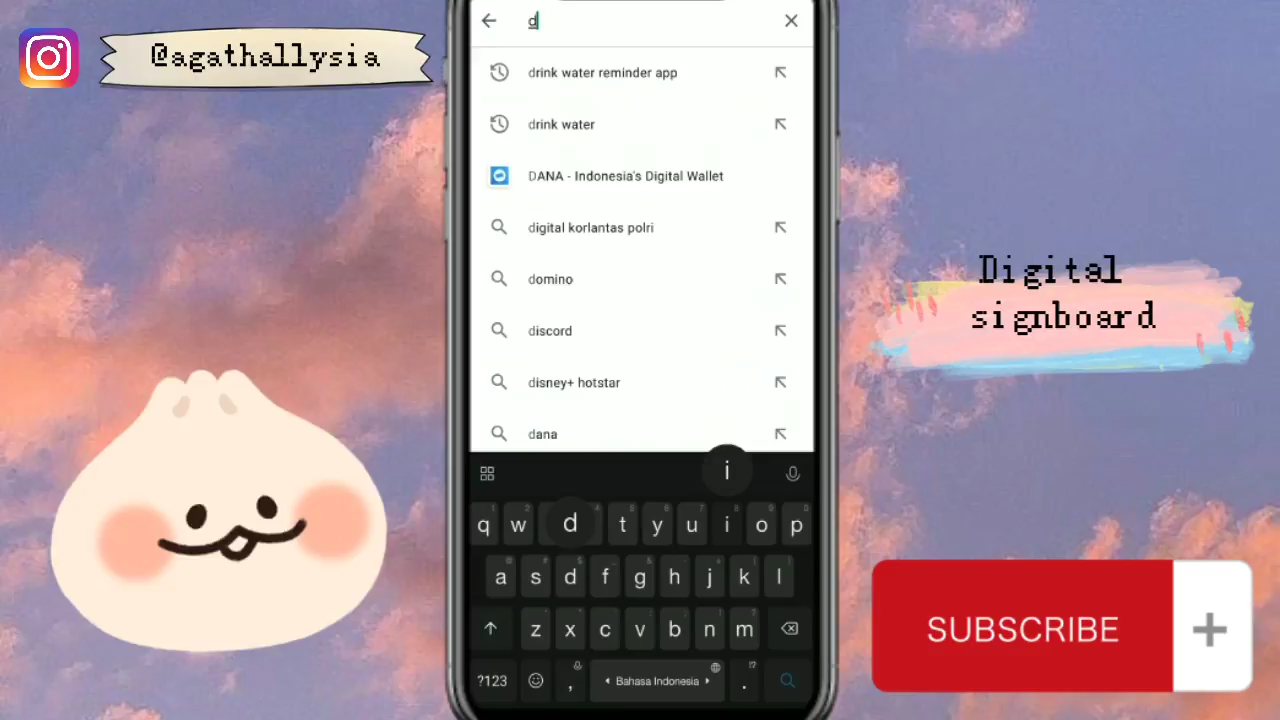 @agathallysia
d
drink water reminder app
drink water
DANA - Indonesia's Digital Wallet
digital korlantas polri
domino
discord
disney+ hotstar
dana
Digital
signboard
i
q w d t y u i o p
a s d f g h j k l
z x c v b n m
?123 , Bahasa Indonesia .
SUBSCRIBE